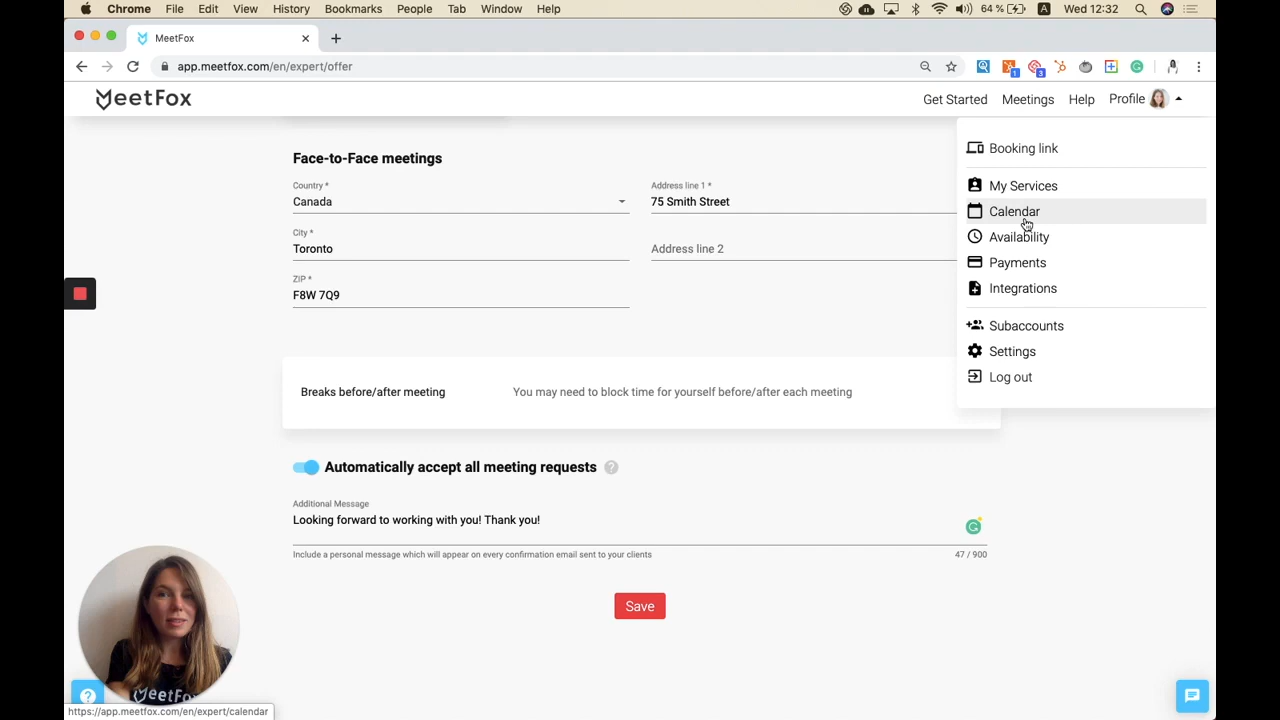 Chrome File Edit View History Bookmarks People Tab Window Help 64 % A Wed 12:32
MeetFox
app.meetfox.com/en/expert/offer
1 3
MeetFox Get Started Meetings Help Profile
Booking link
My Services
Calendar
Availability
Payments
Integrations
Subaccounts
Settings
Log out
Face-to-Face meetings
Country * Address line 1 *
Canada 75 Smith Street
City *
Toronto Address line 2
ZIP *
F8W 7Q9
Breaks before/after meeting You may need to block time for yourself before/after each meeting
Automatically accept all meeting requests ?
Additional Message
Looking forward to working with you! Thank you!
Include a personal message which will appear on every confirmation email sent to your clients 47 / 900
Save
MeetFox
?
https://app.meetfox.com/en/expert/calendar